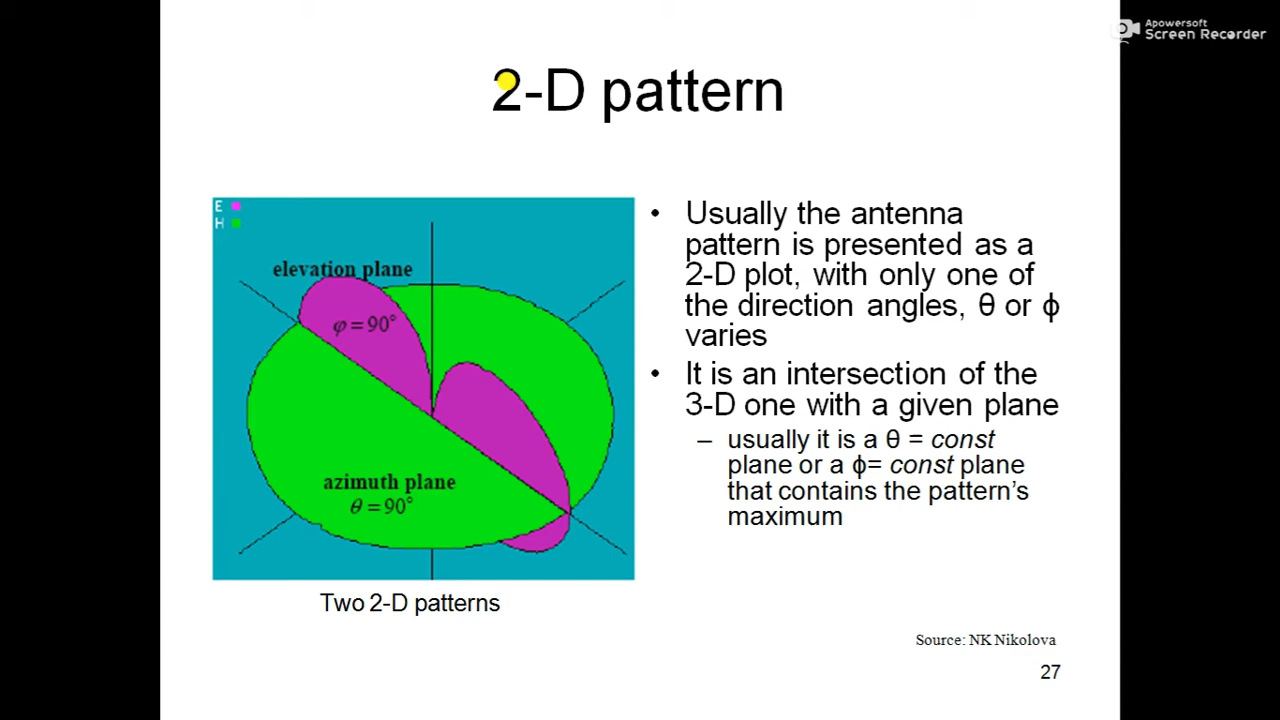 Apowersoft
Screen Recorder
2-D pattern
E
H
elevation plane
φ = 90°
azimuth plane
θ = 90°
Two 2-D patterns
• Usually the antenna
pattern is presented as a
2-D plot, with only one of
the direction angles, θ or ϕ
varies
• It is an intersection of the
3-D one with a given plane
– usually it is a θ = const
plane or a ϕ= const plane
that contains the pattern’s
maximum
Source: NK Nikolova
27